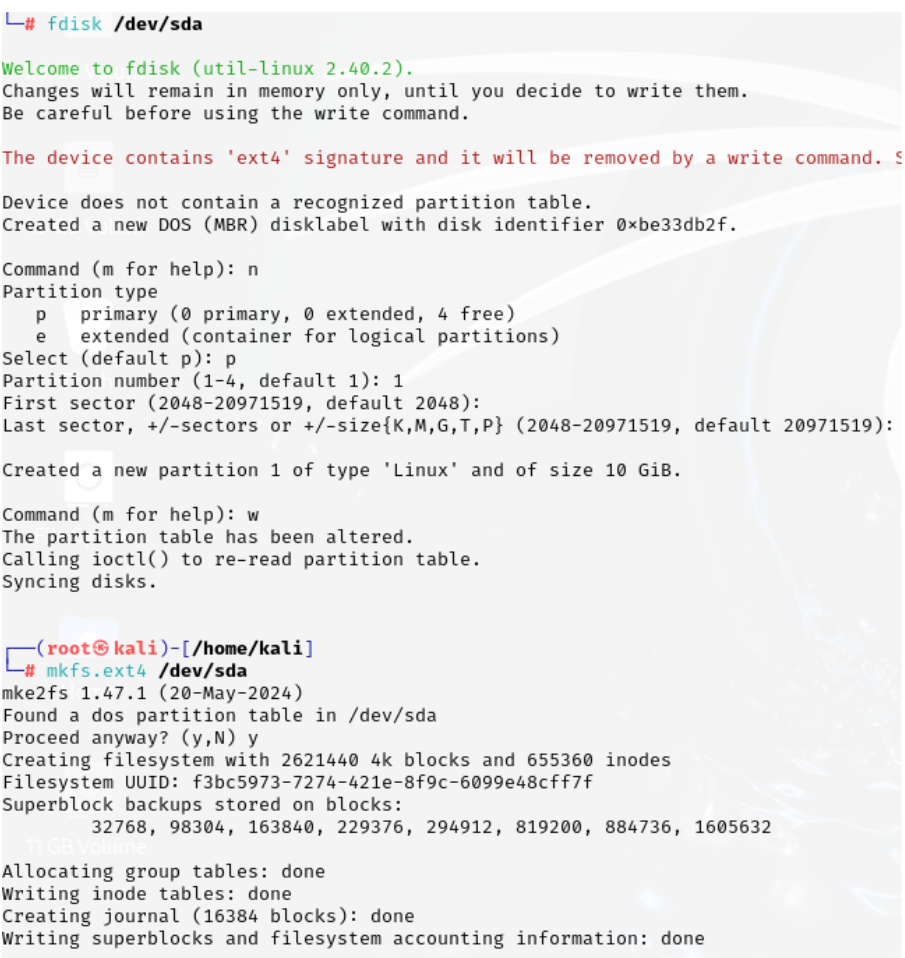 └─# fdisk /dev/sda
Welcome to fdisk (util-linux 2.40.2).
Changes will remain in memory only, until you decide to write them.
Be careful before using the write command.
The device contains 'ext4' signature and it will be removed by a write command. S
Device does not contain a recognized partition table.
Created a new DOS (MBR) disklabel with disk identifier 0×be33db2f.
Command (m for help): n
Partition type
   p   primary (0 primary, 0 extended, 4 free)
   e   extended (container for logical partitions)
Select (default p): p
Partition number (1-4, default 1): 1
First sector (2048-20971519, default 2048):
Last sector, +/-sectors or +/-size{K,M,G,T,P} (2048-20971519, default 20971519):
Created a new partition 1 of type 'Linux' and of size 10 GiB.
Command (m for help): w
The partition table has been altered.
Calling ioctl() to re-read partition table.
Syncing disks.
┌──(root㉿kali)-[/home/kali]
└─# mkfs.ext4 /dev/sda
mke2fs 1.47.1 (20-May-2024)
Found a dos partition table in /dev/sda
Proceed anyway? (y,N) y
Creating filesystem with 2621440 4k blocks and 655360 inodes
Filesystem UUID: f3bc5973-7274-421e-8f9c-6099e48cff7f
Superblock backups stored on blocks:
        32768, 98304, 163840, 229376, 294912, 819200, 884736, 1605632
11 GB Volume
Allocating group tables: done
Writing inode tables: done
Creating journal (16384 blocks): done
Writing superblocks and filesystem accounting information: done